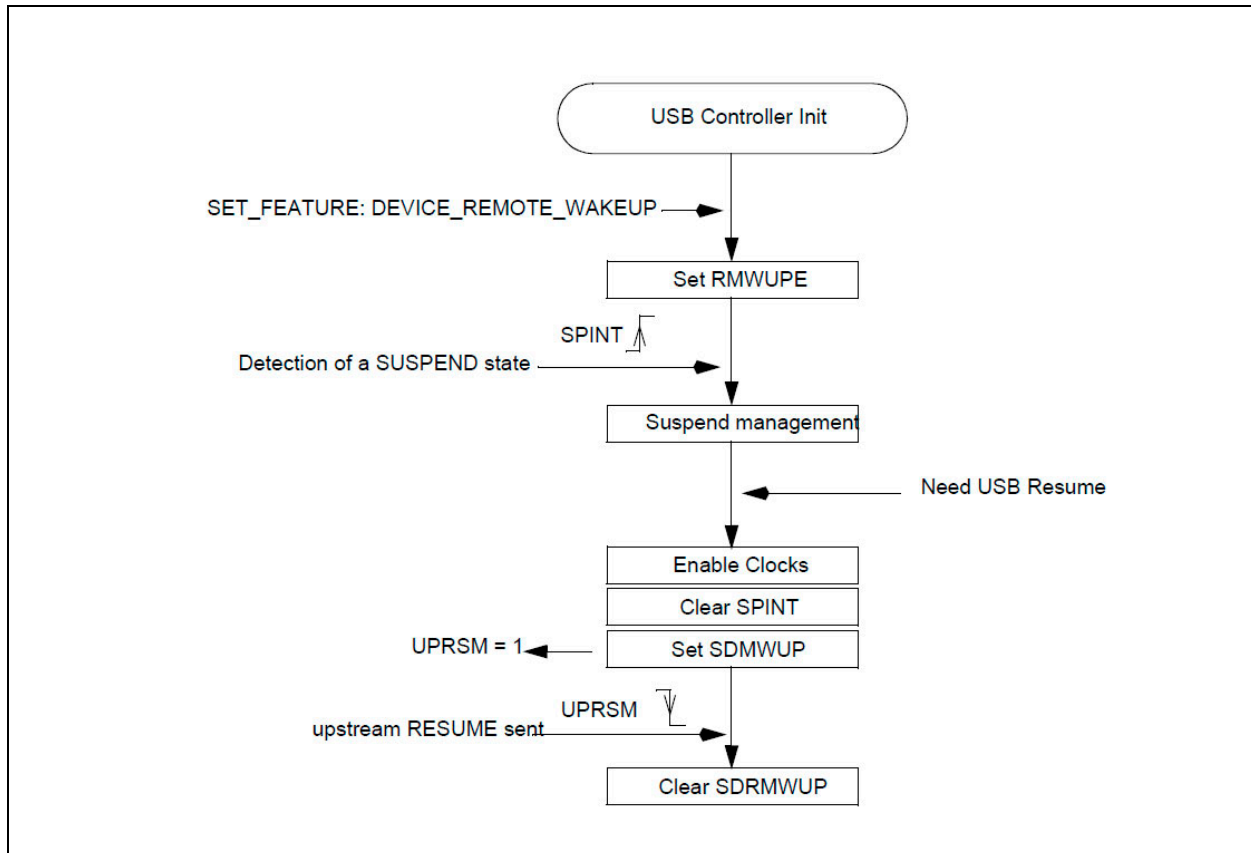 USB Controller Init
SET_FEATURE: DEVICE_REMOTE_WAKEUP
Set RMWUPE
SPINT
Detection of a SUSPEND state
Suspend management
Need USB Resume
Enable Clocks
Clear SPINT
UPRSM = 1
Set SDMWUP
UPRSM
upstream RESUME sent
Clear SDRMWUP